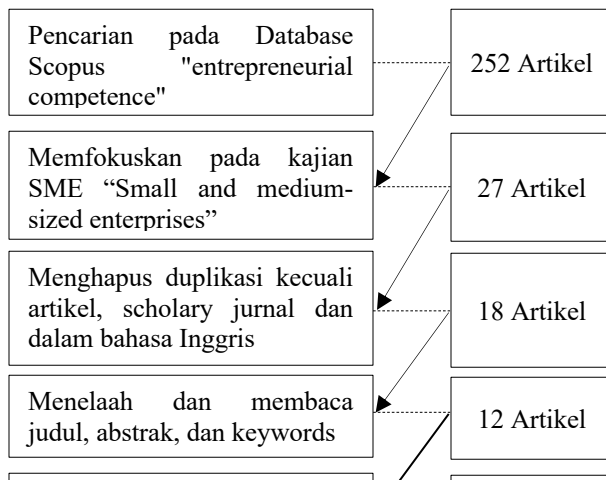 Pencarian pada Database
Scopus "entrepreneurial
competence"
252 Artikel
Memfokuskan pada kajian
SME “Small and medium-
sized enterprises”
27 Artikel
Menghapus duplikasi kecuali
artikel, scholary jurnal dan
dalam bahasa Inggris
18 Artikel
Menelaah dan membaca
judul, abstrak, dan keywords
12 Artikel